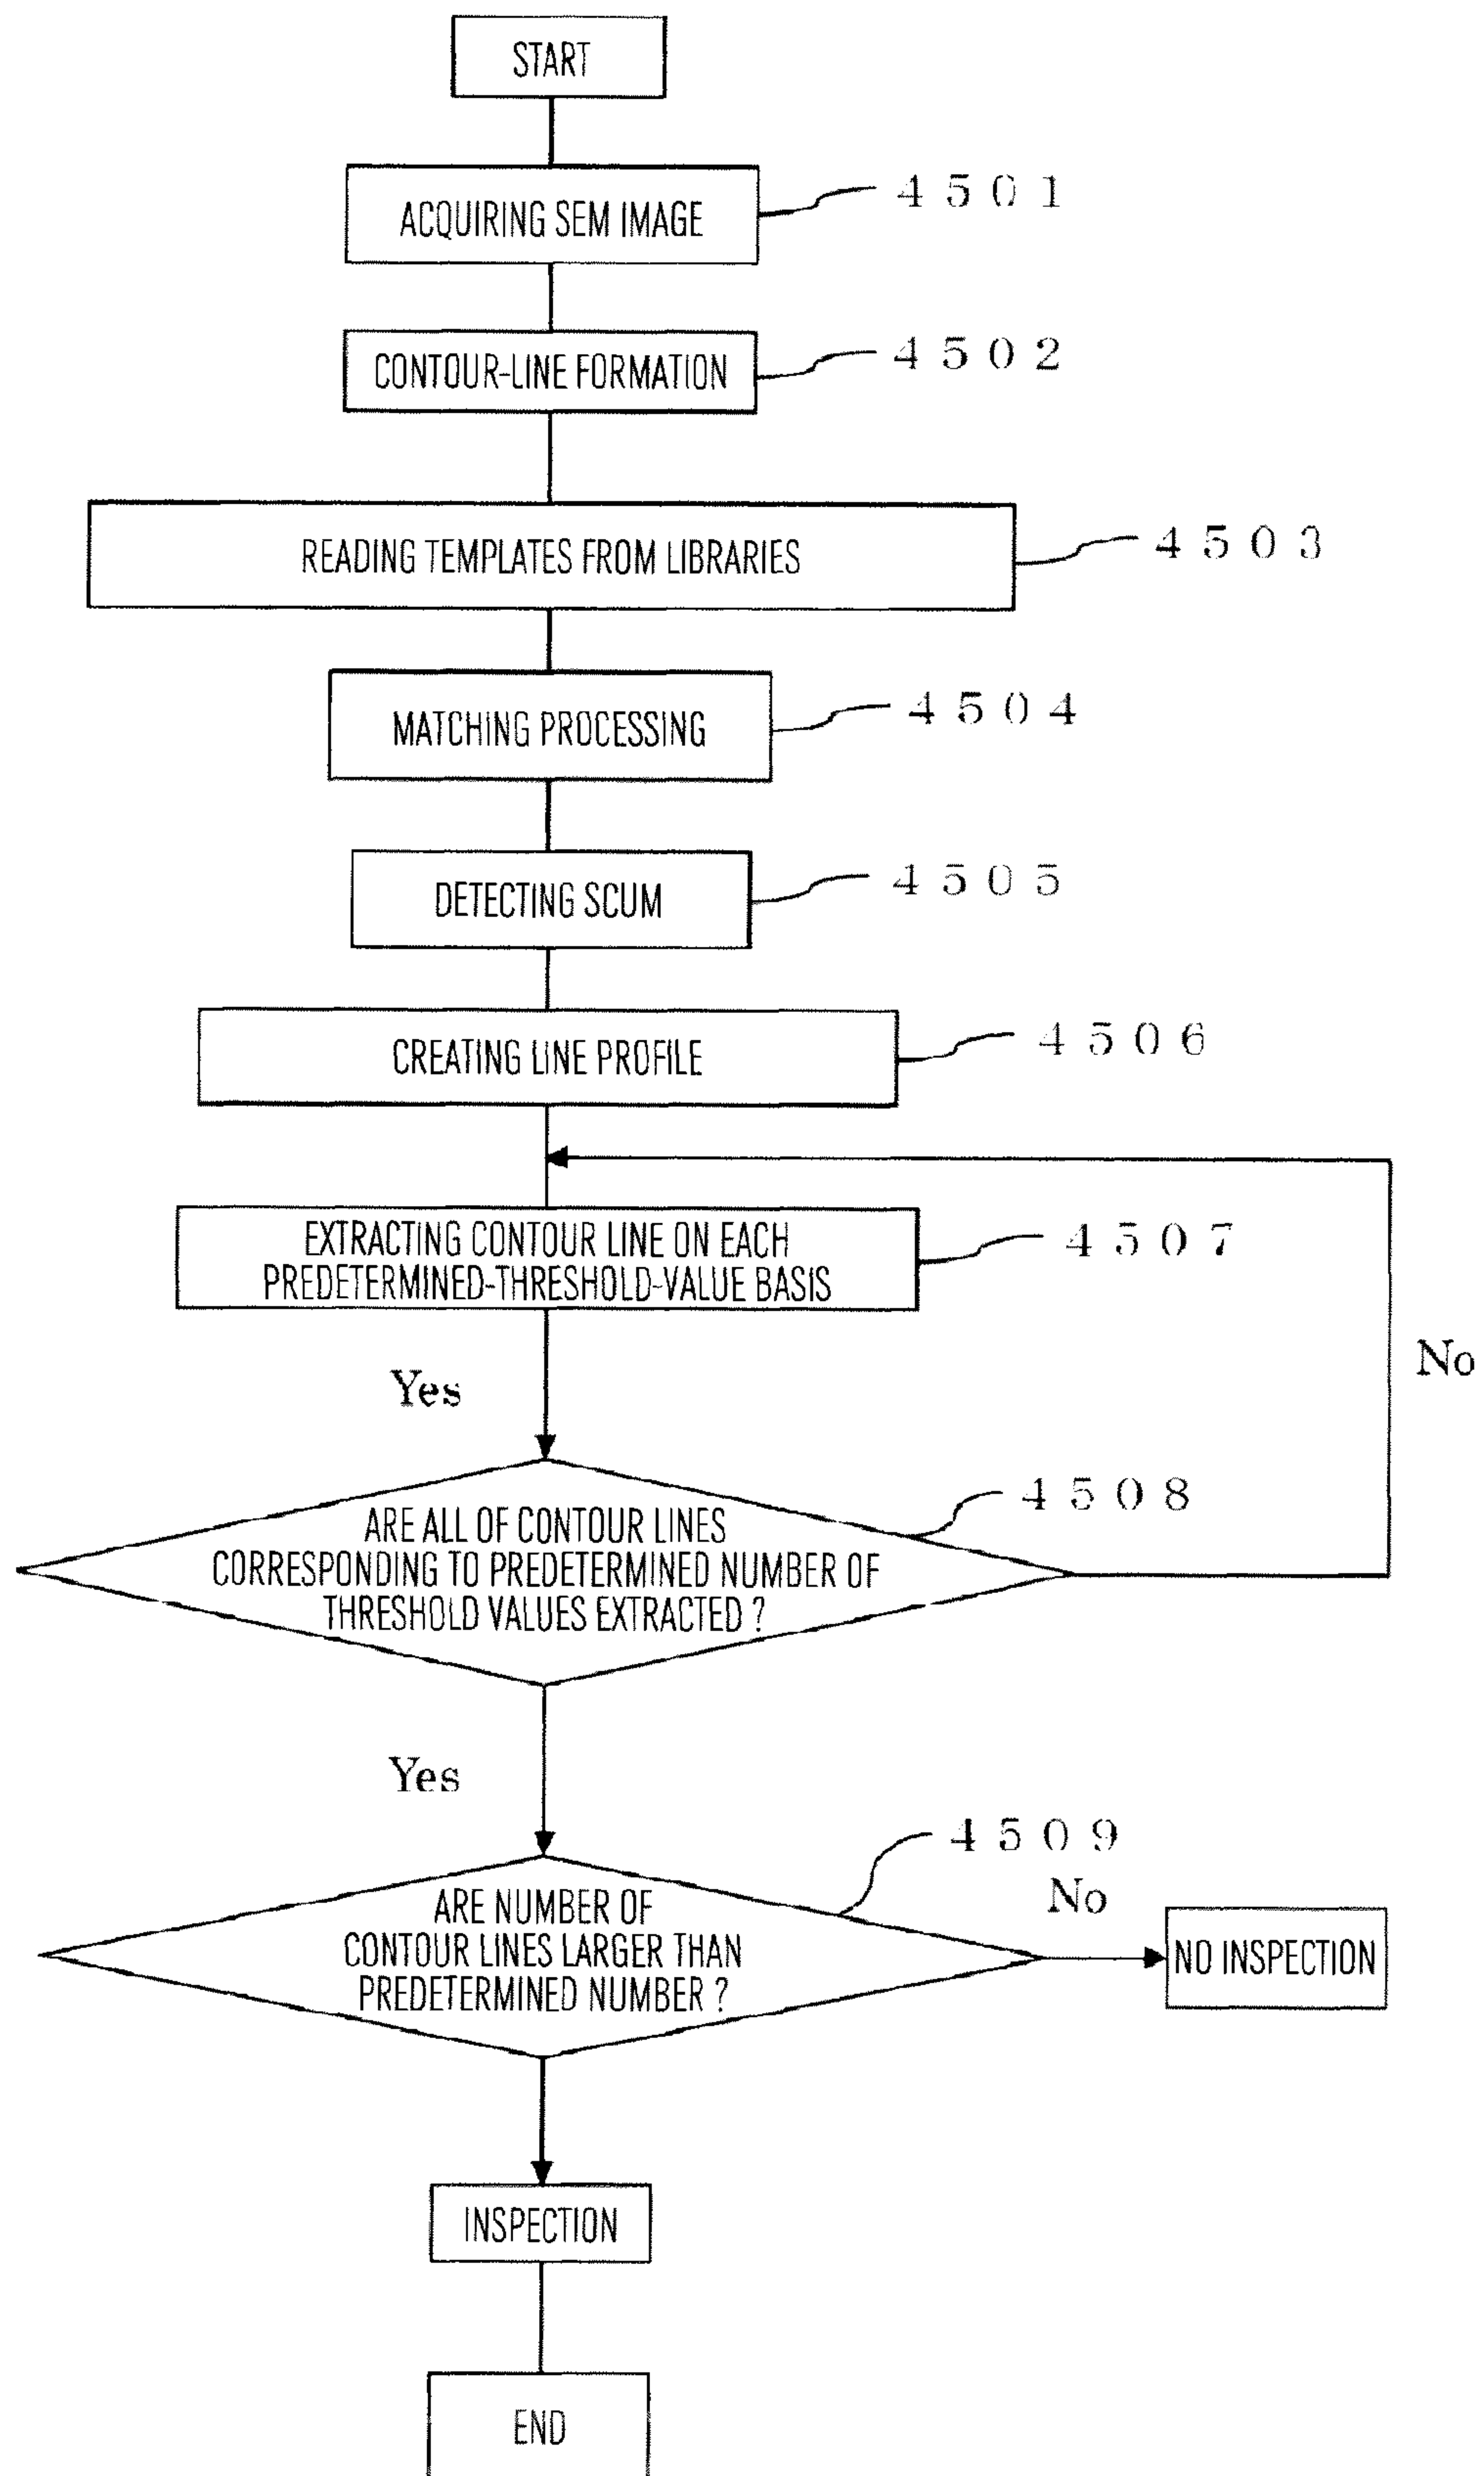 START
ACQUIRING SEM IMAGE
4501
CONTOUR-LINE FORMATION
4502
READING TEMPLATES FROM LIBRARIES
4503
MATCHING PROCESSING
4504
DETECTING SCUM
4505
CREATING LINE PROFILE
4506
EXTRACTING CONTOUR LINE ON EACH
PREDETERMINED-THRESHOLD-VALUE BASIS
4507
Yes
No
ARE ALL OF CONTOUR LINES
CORRESPONDING TO PREDETERMINED NUMBER OF
THRESHOLD VALUES EXTRACTED ?
4508
Yes
ARE NUMBER OF
CONTOUR LINES LARGER THAN
PREDETERMINED NUMBER ?
4509
No
NO INSPECTION
INSPECTION
END